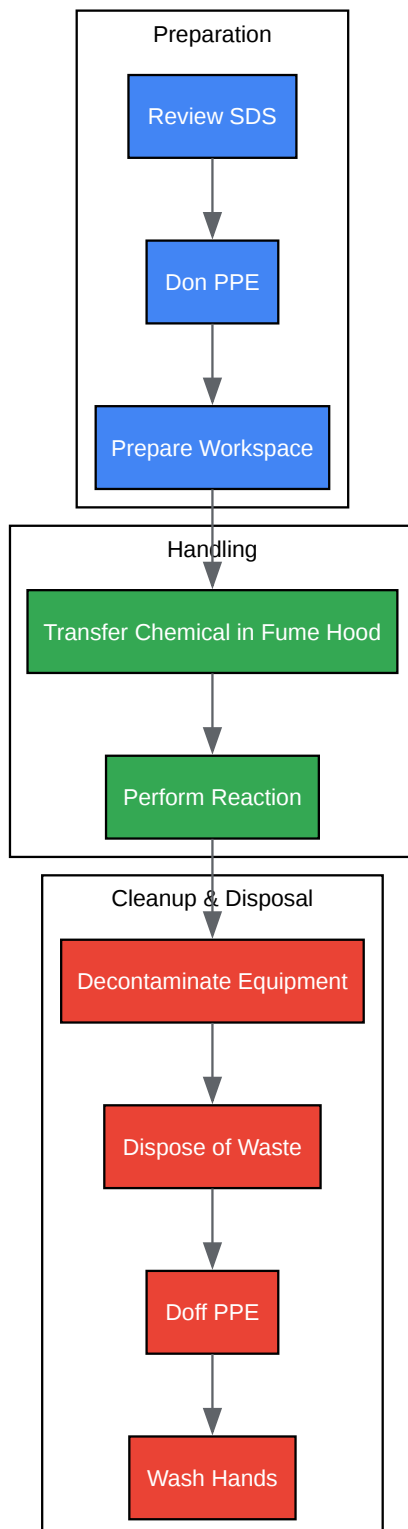 Preparation
Review SDS
Don PPE
Prepare Workspace
Handling
Transfer Chemical in Fume Hood
Perform Reaction
Cleanup & Disposal
Decontaminate Equipment
Dispose of Waste
Doff PPE
Wash Hands